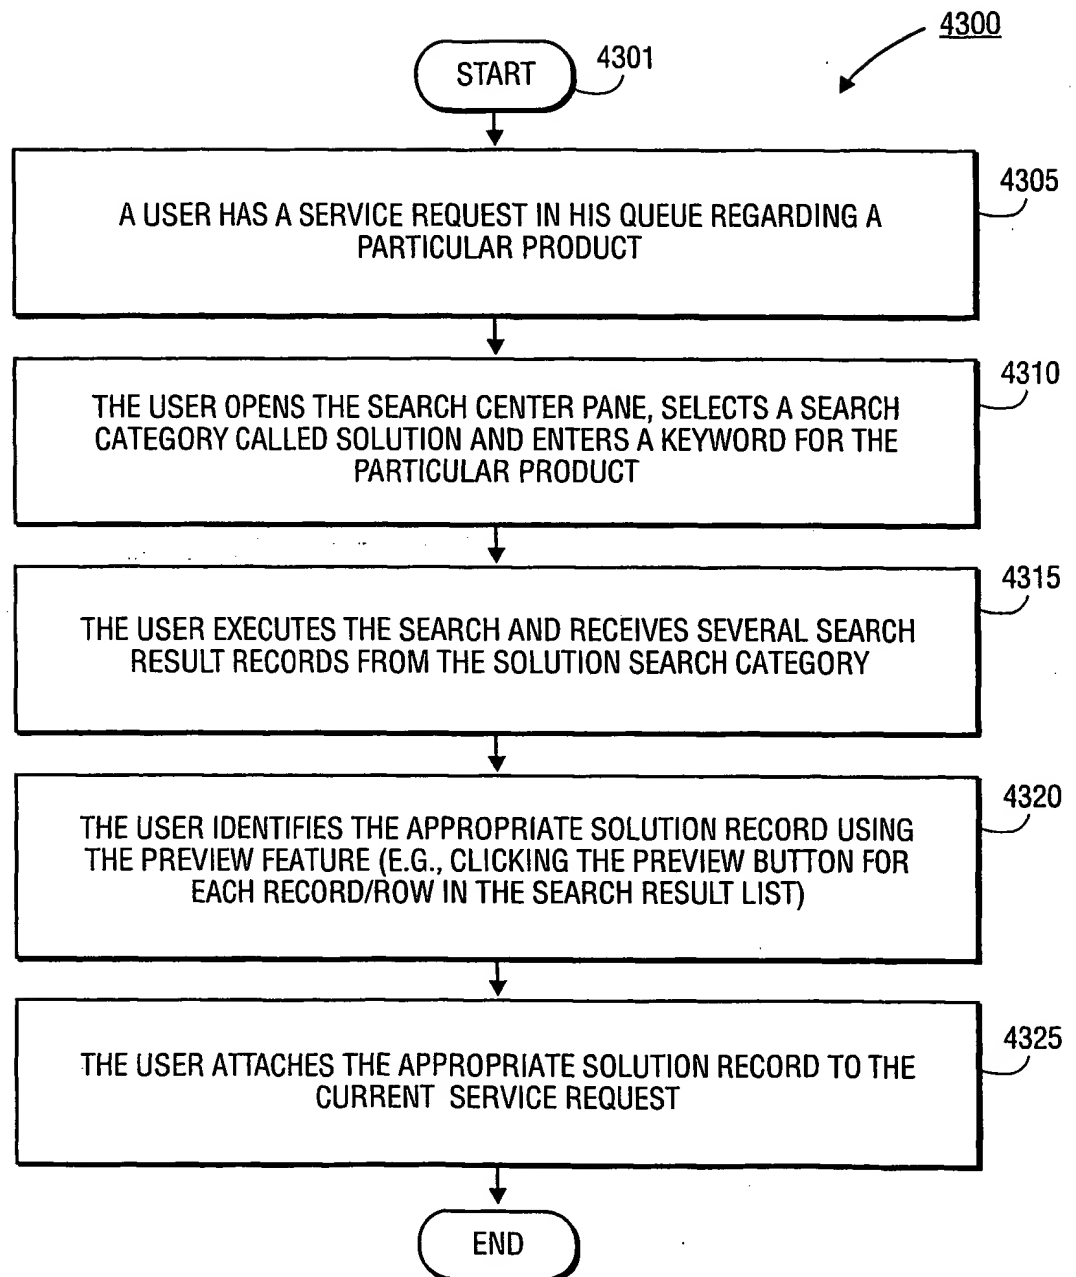 4300
START
4301
4305
A USER HAS A SERVICE REQUEST IN HIS QUEUE REGARDING A
PARTICULAR PRODUCT
4310
THE USER OPENS THE SEARCH CENTER PANE, SELECTS A SEARCH
CATEGORY CALLED SOLUTION AND ENTERS A KEYWORD FOR THE
PARTICULAR PRODUCT
4315
THE USER EXECUTES THE SEARCH AND RECEIVES SEVERAL SEARCH
RESULT RECORDS FROM THE SOLUTION SEARCH CATEGORY
4320
THE USER IDENTIFIES THE APPROPRIATE SOLUTION RECORD USING
THE PREVIEW FEATURE (E.G., CLICKING THE PREVIEW BUTTON FOR
EACH RECORD/ROW IN THE SEARCH RESULT LIST)
4325
THE USER ATTACHES THE APPROPRIATE SOLUTION RECORD TO THE
CURRENT SERVICE REQUEST
END